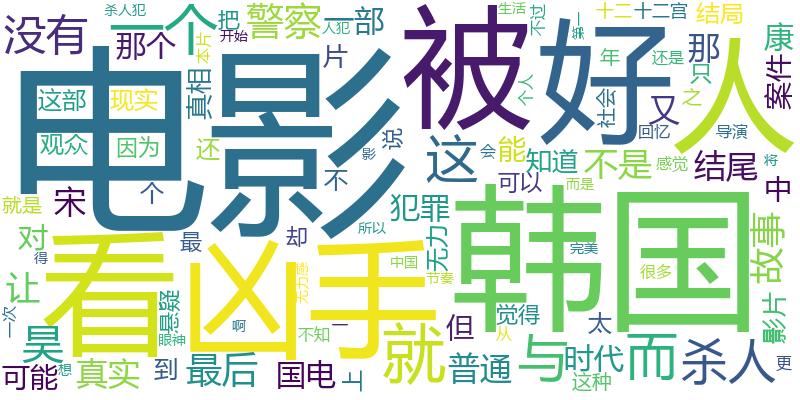 杀人犯
没有
那个
一个
把
警察
一部
人犯
不过
生活
十二
十二宫
结局
本片
开始
片
第一
那
年
还是
康
只
案件
这部
现实
真相
电影
被
好
人
个人
社会
又
之
观众
因为
还
不
说
这
能
知道
回忆
导演
不是
感觉
结尾
将
影
会
可以
而是
中
就是
宋
个
犯罪
无力
对
得
最
却
所以
看
凶手
韩国
故事
让
悬疑
无力感
中国
节奏
完美
很多
啊
觉得
一次
昊
不知
一
就
但
从
太
与
而
杀人
影片
可能
想
真实
到
最后
国电
上
普通
时代
这种
更